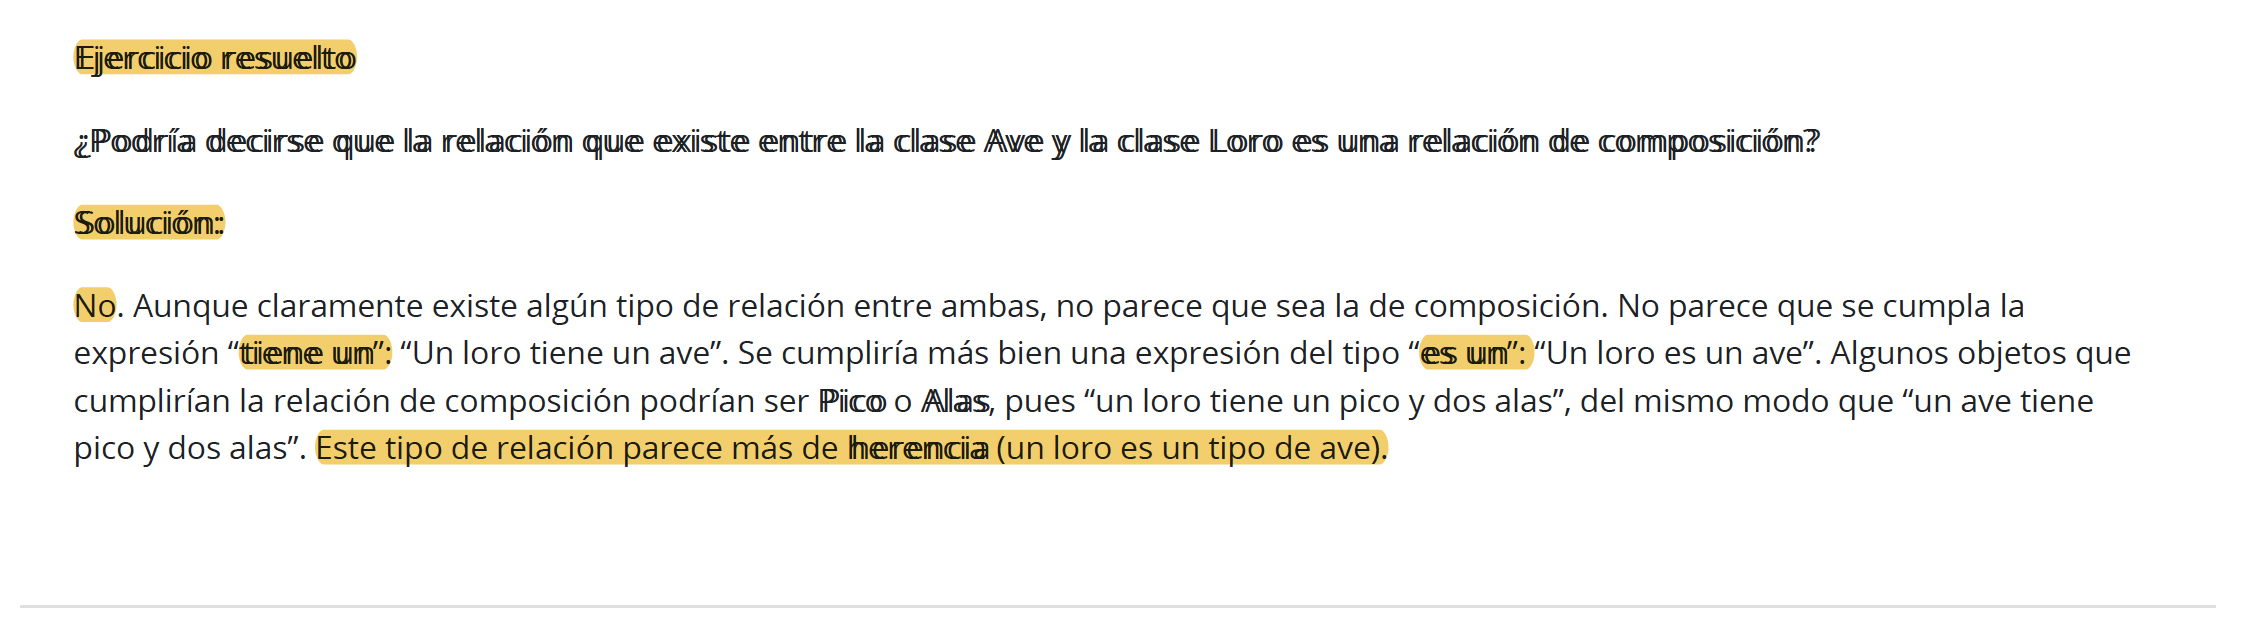 Ejercicio resuelto
¿Podría decirse que la relación que existe entre la clase Ave y la clase Loro es una relación de composición?
Solución:
No. Aunque claramente existe algún tipo de relación entre ambas, no parece que sea la de composición. No parece que se cumpla la
expresión “tiene un”: “Un loro tiene un ave”. Se cumpliría más bien una expresión del tipo “es un”: “Un loro es un ave”. Algunos objetos que
cumplirían la relación de composición podrían ser Pico o Alas, pues “un loro tiene un pico y dos alas”, del mismo modo que “un ave tiene
pico y dos alas”. Este tipo de relación parece más de herencia (un loro es un tipo de ave).